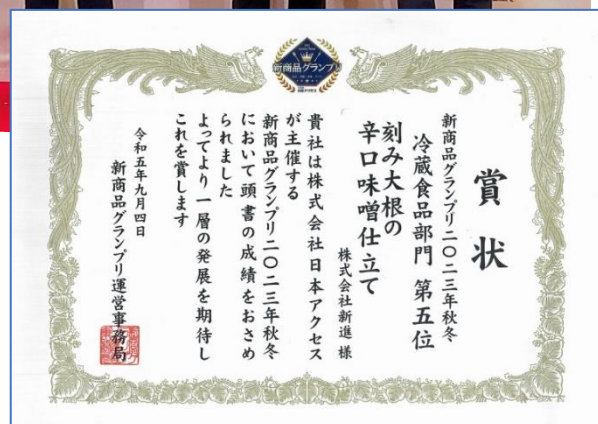 新商品グランプリ
賞状
新商品グランプリ二〇二三年秋冬
冷蔵食品部門 第五位
刻み大根の
辛口味噌仕立て
株式会社新進 様
貴社は株式会社日本アクセス
が主催する
新商品グランプリ二〇二三年秋冬
において頭書の成績をおさめ
られました
よってより一層の発展を期待し
これを賞します
令和五年九月四日
新商品グランプリ運営事務局